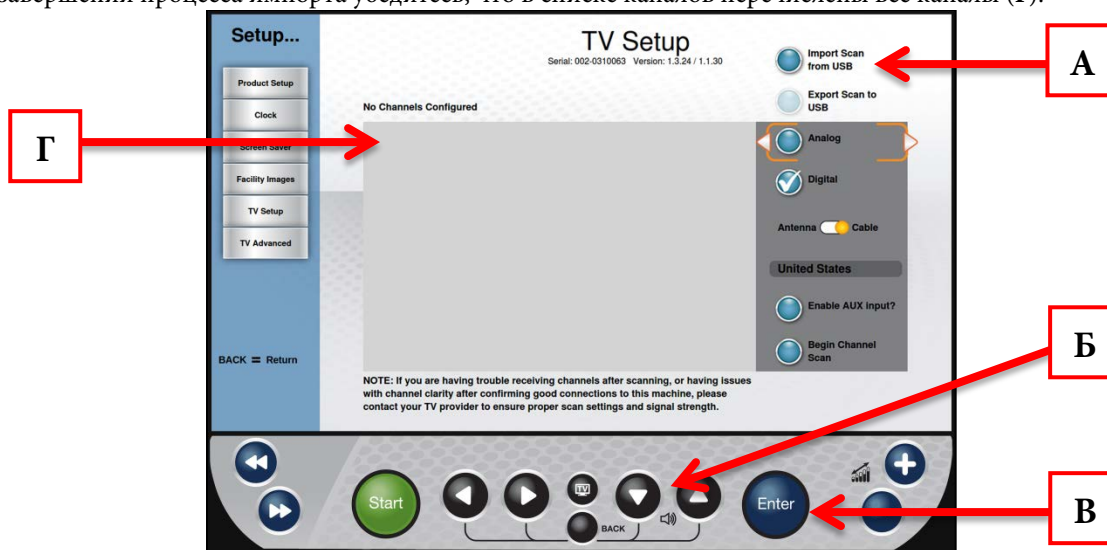 завершении процесса импорта убедитесь, что в списке каналов перечислены все каналы (Г).
Setup...
TV Setup
Serial: 002-0310063 Version: 1.3.24 / 1.1.30
Import Scan
from USB
А
Product Setup
Export Scan to
USB
Clock
No Channels Configured
Г
Screen Saver
Analog
Facility Images
Digital
TV Setup
Antenna Cable
TV Advanced
United States
Enable AUX input?
Begin Channel
Scan
Б
BACK = Return
NOTE: If you are having trouble receiving channels after scanning, or having issues
with channel clarity after confirming good connections to this machine, please
contact your TV provider to ensure proper scan settings and signal strength.
Start
TV
Enter
BACK
В